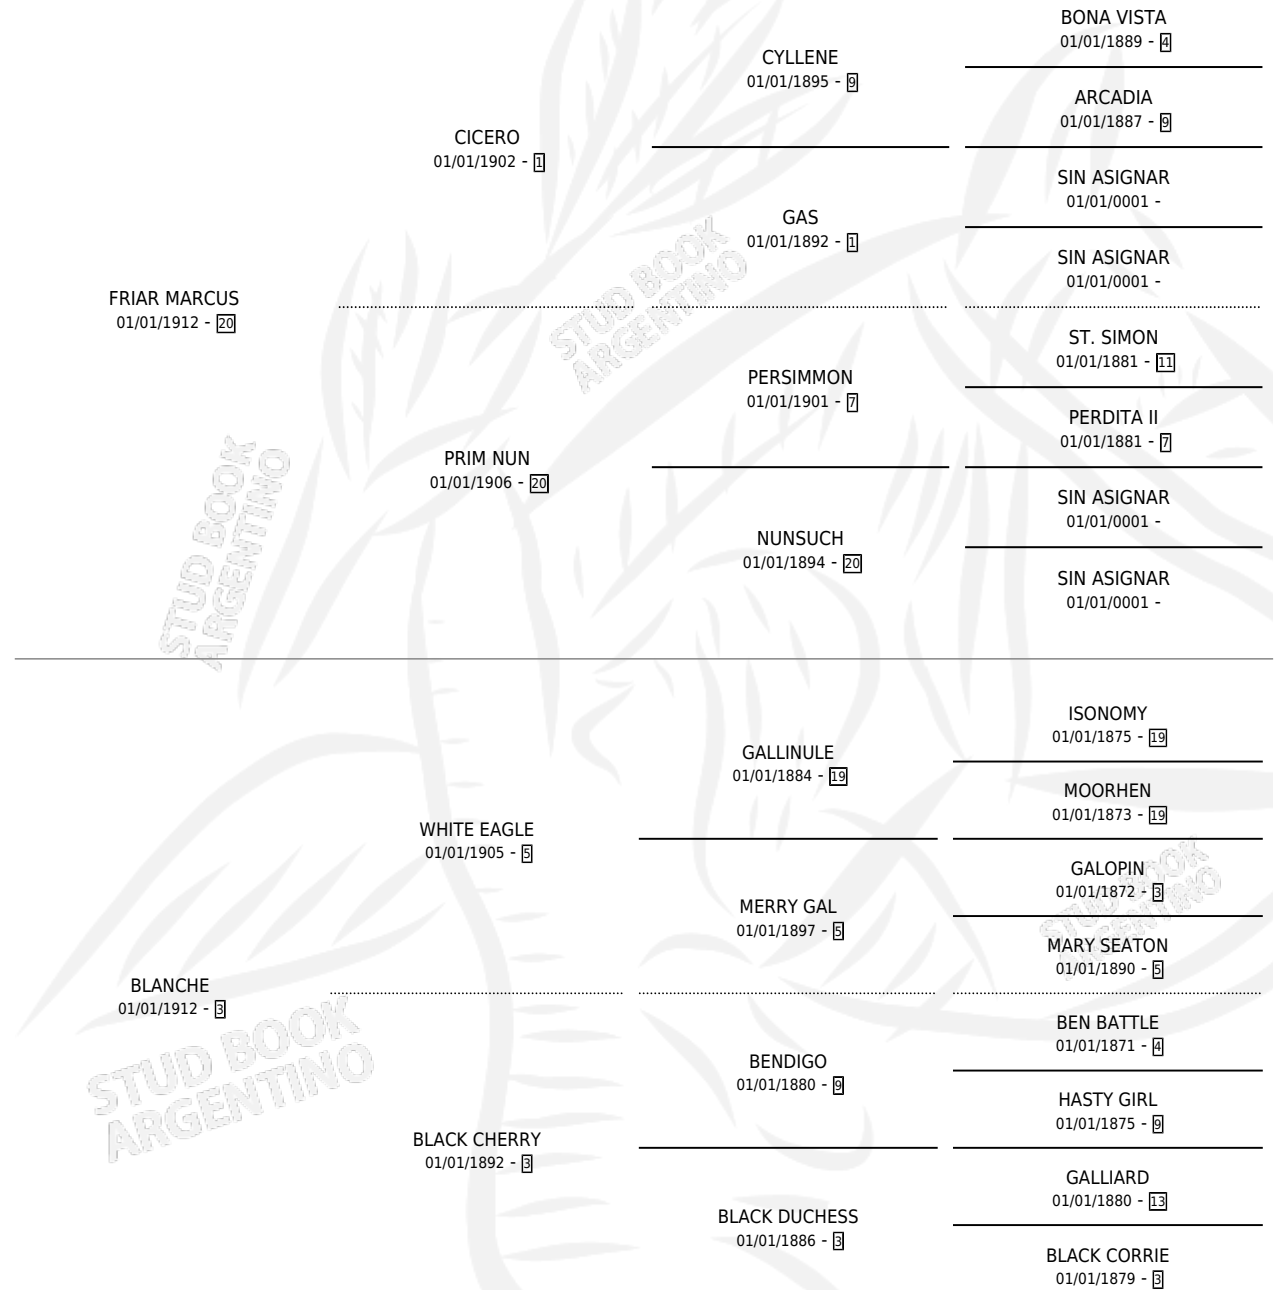 BONA VISTA
01/01/1889 - 4
CYLLENE
01/01/1895 - 9
ARCADIA
01/01/1887 - 9
CICERO
01/01/1902 - 1
SIN ASIGNAR
01/01/0001 -
GAS
01/01/1892 - 1
SIN ASIGNAR
01/01/0001 -
FRIAR MARCUS
01/01/1912 - 20
ST. SIMON
01/01/1881 - 11
PERSIMMON
01/01/1901 - 7
PERDITA II
01/01/1881 - 7
PRIM NUN
01/01/1906 - 20
SIN ASIGNAR
01/01/0001 -
NUNSUCH
01/01/1894 - 20
SIN ASIGNAR
01/01/0001 -
STUD BOOK
ARGENTINO
STUD BOOK
ARGENTINO
ISONOMY
01/01/1875 - 19
GALLINULE
01/01/1884 - 19
MOORHEN
01/01/1873 - 19
WHITE EAGLE
01/01/1905 - 5
GALOPIN
01/01/1872 - 3
MERRY GAL
01/01/1897 - 5
MARY SEATON
01/01/1890 - 5
BLANCHE
01/01/1912 - 3
BEN BATTLE
01/01/1871 - 4
BENDIGO
01/01/1880 - 9
HASTY GIRL
01/01/1875 - 9
BLACK CHERRY
01/01/1892 - 3
GALLIARD
01/01/1880 - 13
BLACK DUCHESS
01/01/1886 - 3
BLACK CORRIE
01/01/1879 - 3
STUD BOOK
ARGENTINO
STUD BOOK
ARGENTINO